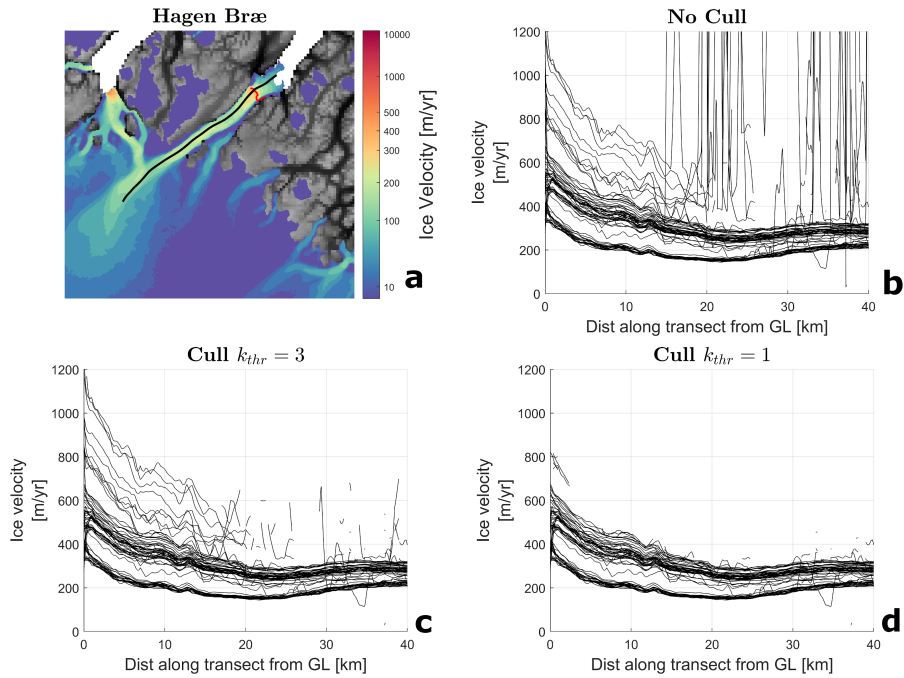 Hagen Bræ
10000
1000
500
400
300
200
100
10
Ice Velocity [m/yr]
a
No Cull
1200
1000
800
600
400
200
0
Ice velocity
[m/yr]
0 10 20 30 40
Dist along transect from GL [km]
b
Cull k_thr = 3
1200
1000
800
600
400
200
0
Ice velocity
[m/yr]
0 10 20 30 40
Dist along transect from GL [km]
c
Cull k_thr = 1
1200
1000
800
600
400
200
0
Ice velocity
[m/yr]
0 10 20 30 40
Dist along transect from GL [km]
d